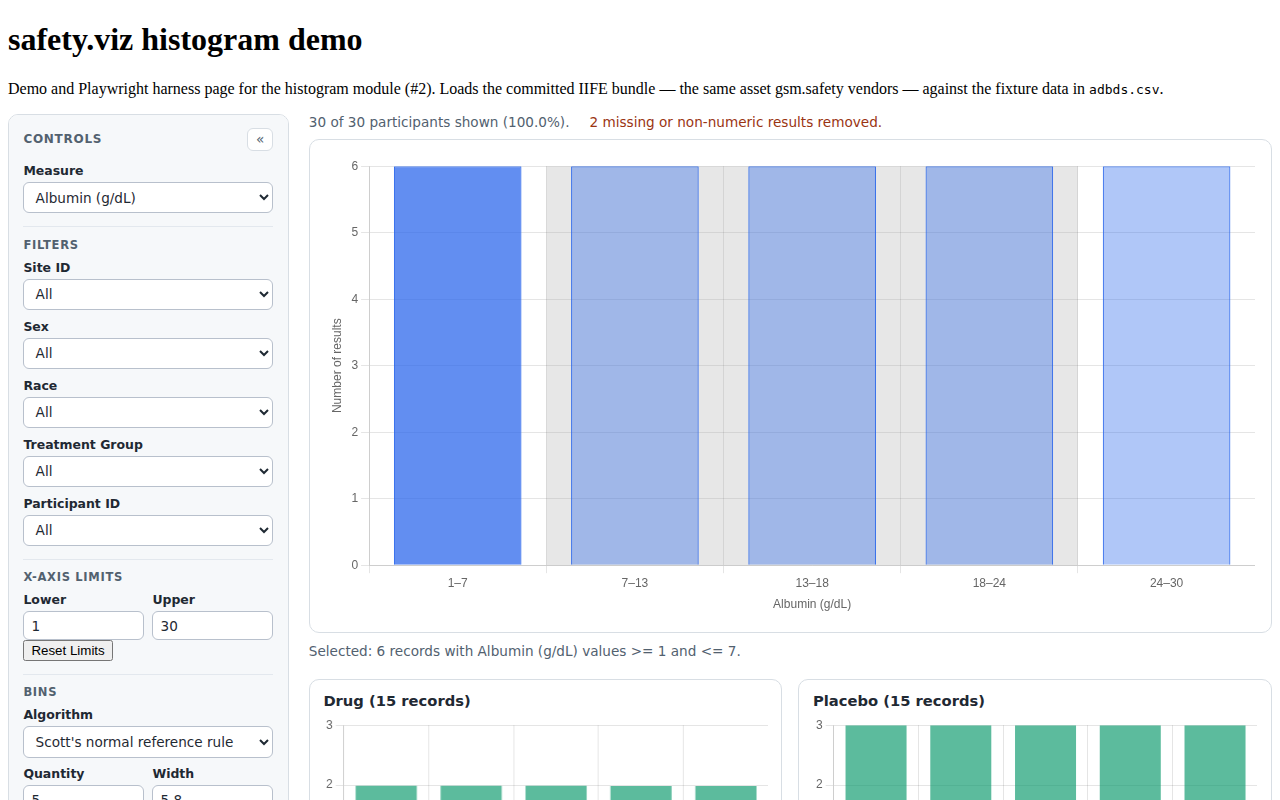 safety.viz histogram demo
Demo and Playwright harness page for the histogram module (#2). Loads the committed IIFE bundle — the same asset gsm.safety vendors — against the fixture data in adbds.csv.
CONTROLS «
Measure
Albumin (g/dL)
FILTERS
Site ID
All
Sex
All
Race
All
Treatment Group
All
Participant ID
All
X-AXIS LIMITS
Lower Upper
1 30
Reset Limits
BINS
Algorithm
Scott's normal reference rule
Quantity Width
5 5.8
30 of 30 participants shown (100.0%). 2 missing or non-numeric results removed.
6
5
4
3
2
1
0
Number of results
1–7 7–13 13–18 18–24 24–30
Albumin (g/dL)
Selected: 6 records with Albumin (g/dL) values >= 1 and <= 7.
Drug (15 records)
3
2
Placebo (15 records)
3
2